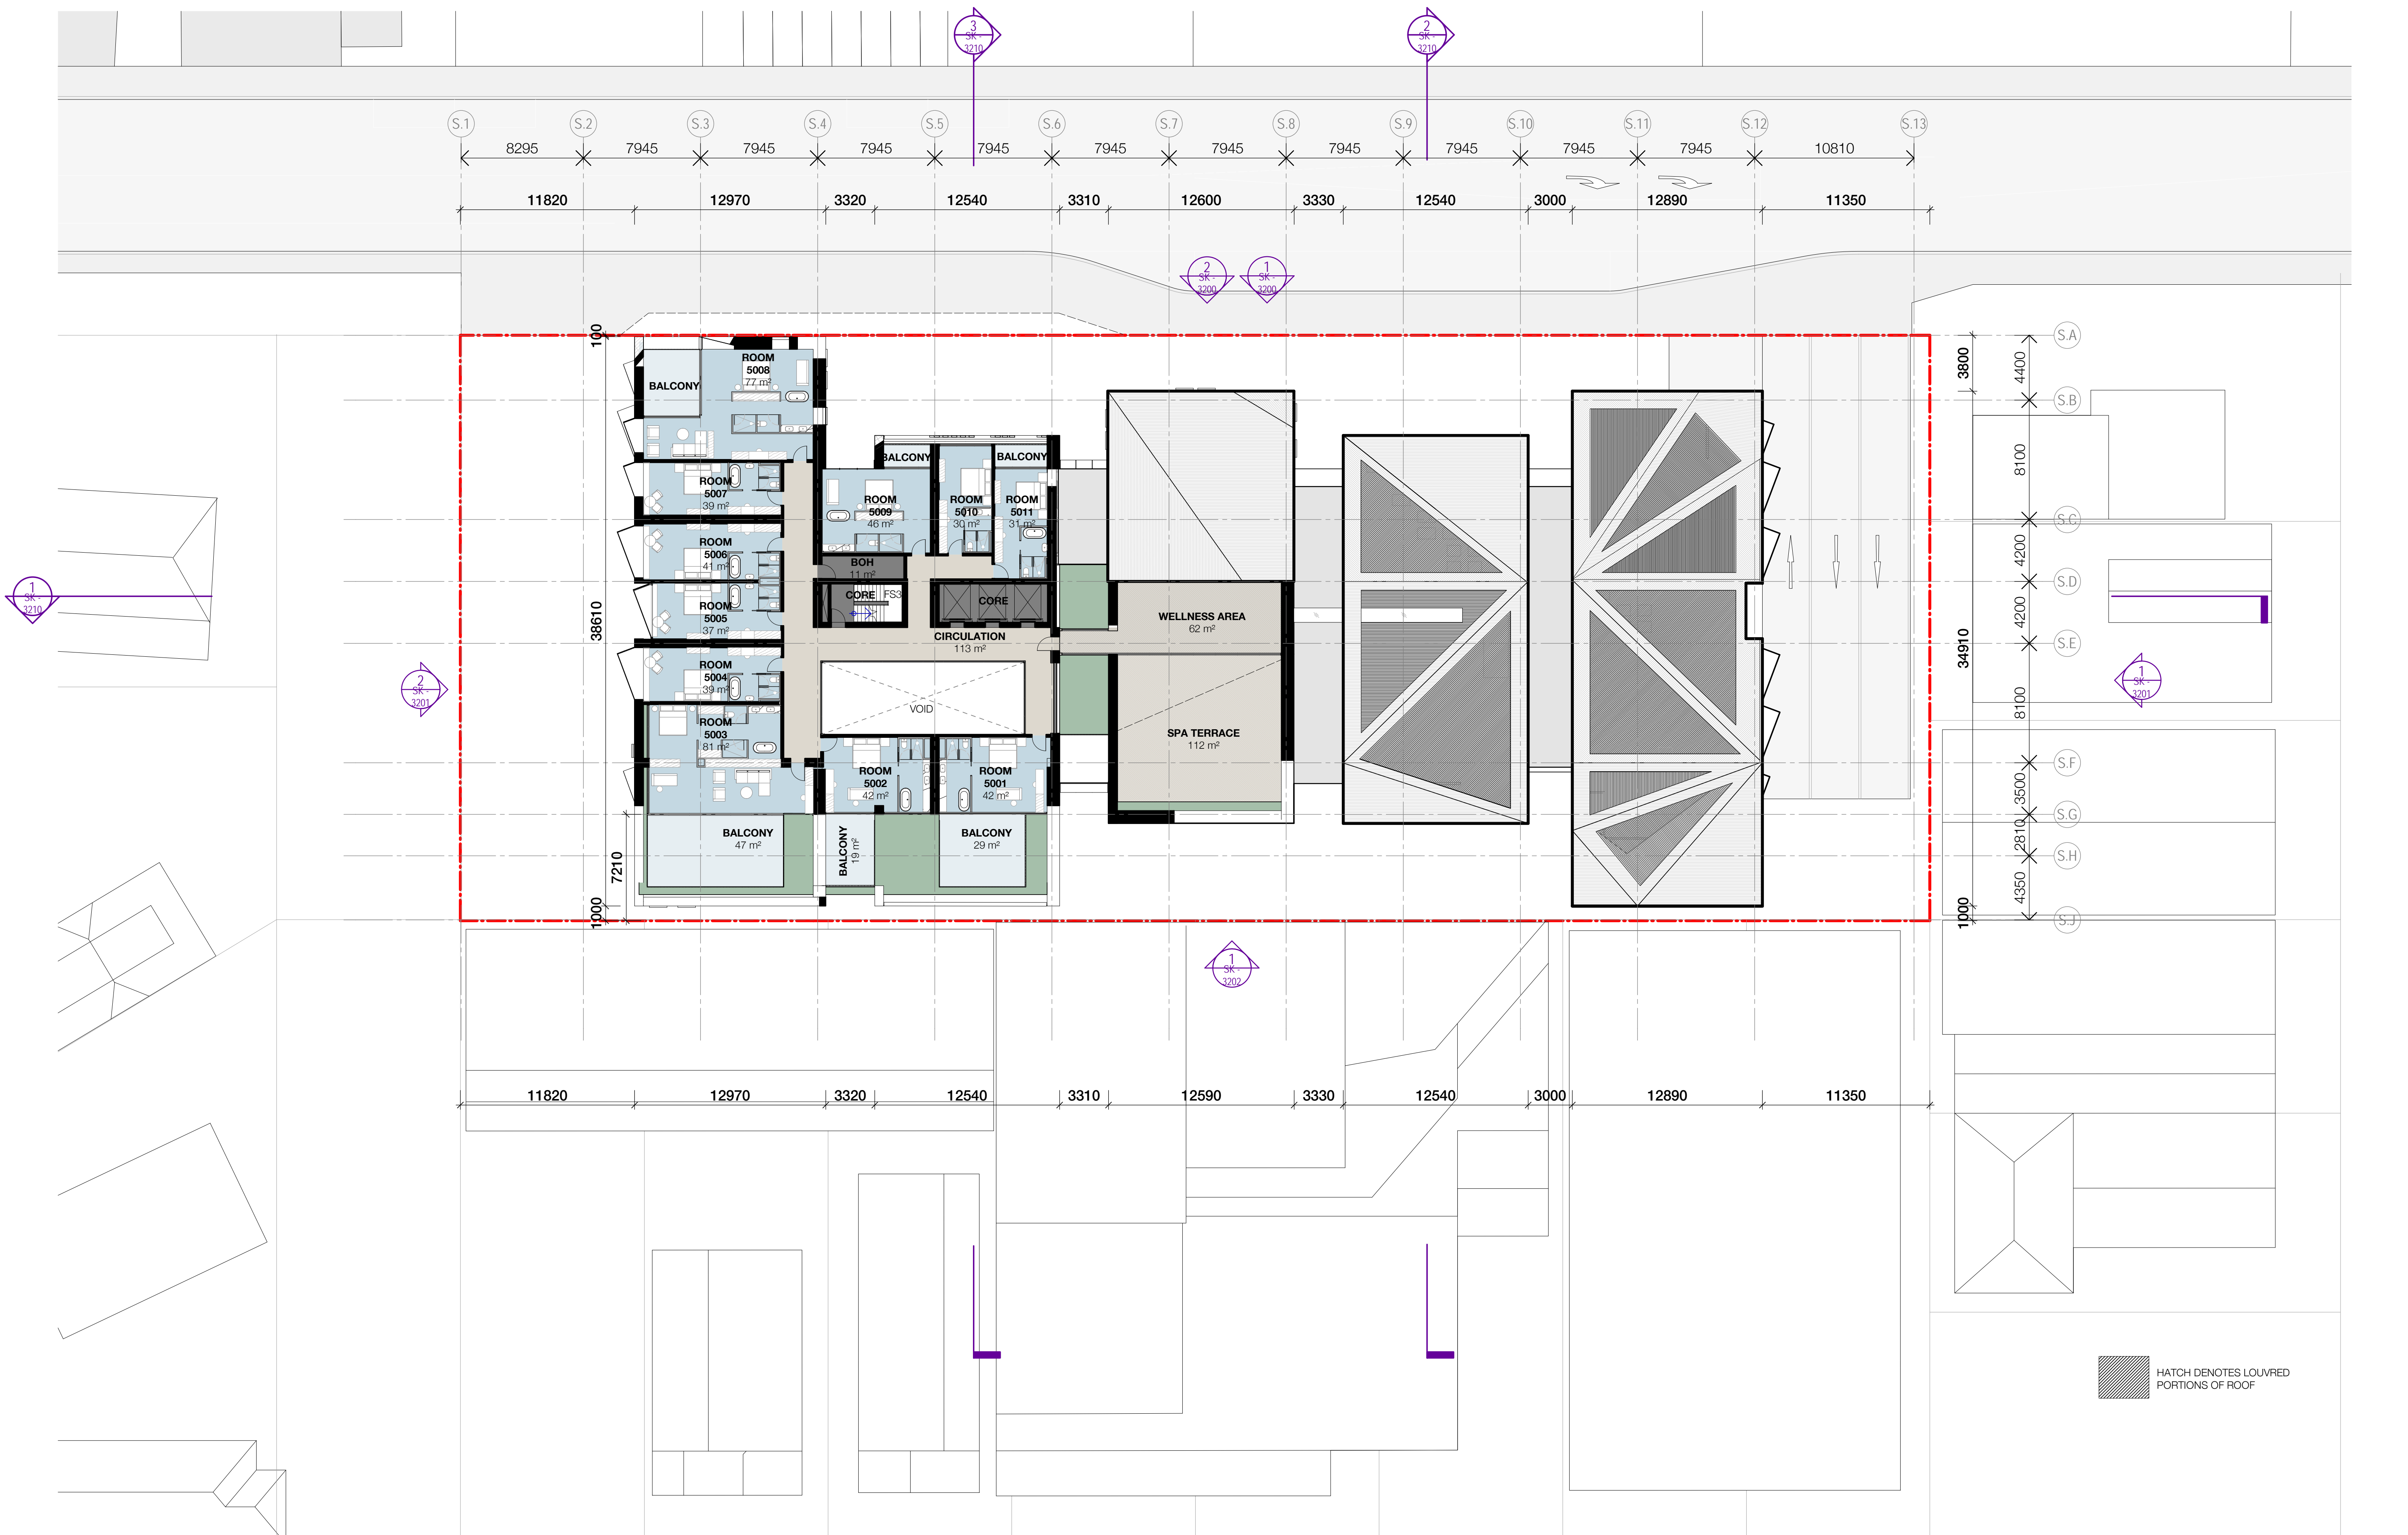 3
SK -
3210
2
SK -
3210
S.1
S.2
S.3
S.4
S.5
S.6
S.7
S.8
S.9
S.10
S.11
S.12
S.13
8295
7945
7945
7945
7945
7945
7945
7945
7945
7945
7945
10810
11820
12970
3320
12540
3310
12600
3330
12540
3000
12890
11350
2
SK -
3200
1
SK -
3200
100
38610
7210
1000
3800
34910
1000
4400
8100
4200
4200
8100
3500
2810
4350
S.A
S.B
S.C
S.D
S.E
S.F
S.G
S.H
S.J
ROOM
5008
77 m²
BALCONY
ROOM
5007
39 m²
ROOM
5006
41 m²
ROOM
5005
37 m²
ROOM
5004
39 m²
ROOM
5003
81 m²
BALCONY
BALCONY
ROOM
5009
46 m²
ROOM
5010
30 m²
ROOM
5011
31 m²
BOH
11 m²
CORE
FS3
CORE
CIRCULATION
113 m²
VOID
WELLNESS AREA
62 m²
SPA TERRACE
112 m²
ROOM
5002
42 m²
ROOM
5001
42 m²
BALCONY
47 m²
BALCONY
19 m²
BALCONY
29 m²
1
SK -
3210
2
SK -
3201
1
SK -
3201
1
SK -
3202
11820
12970
3320
12540
3310
12590
3330
12540
3000
12890
11350
HATCH DENOTES LOUVRED
PORTIONS OF ROOF